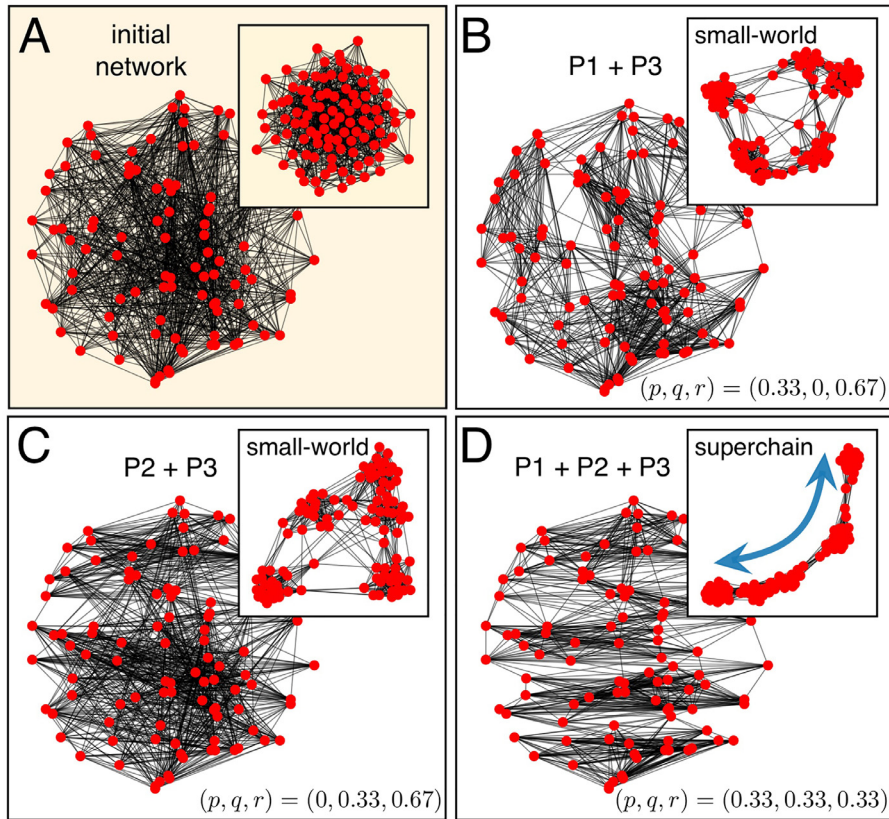 A
initial
network
B
P1 + P3
small-world
(p, q, r) = (0.33, 0, 0.67)
C
P2 + P3
small-world
(p, q, r) = (0, 0.33, 0.67)
D
P1 + P2 + P3
superchain
(p, q, r) = (0.33, 0.33, 0.33)